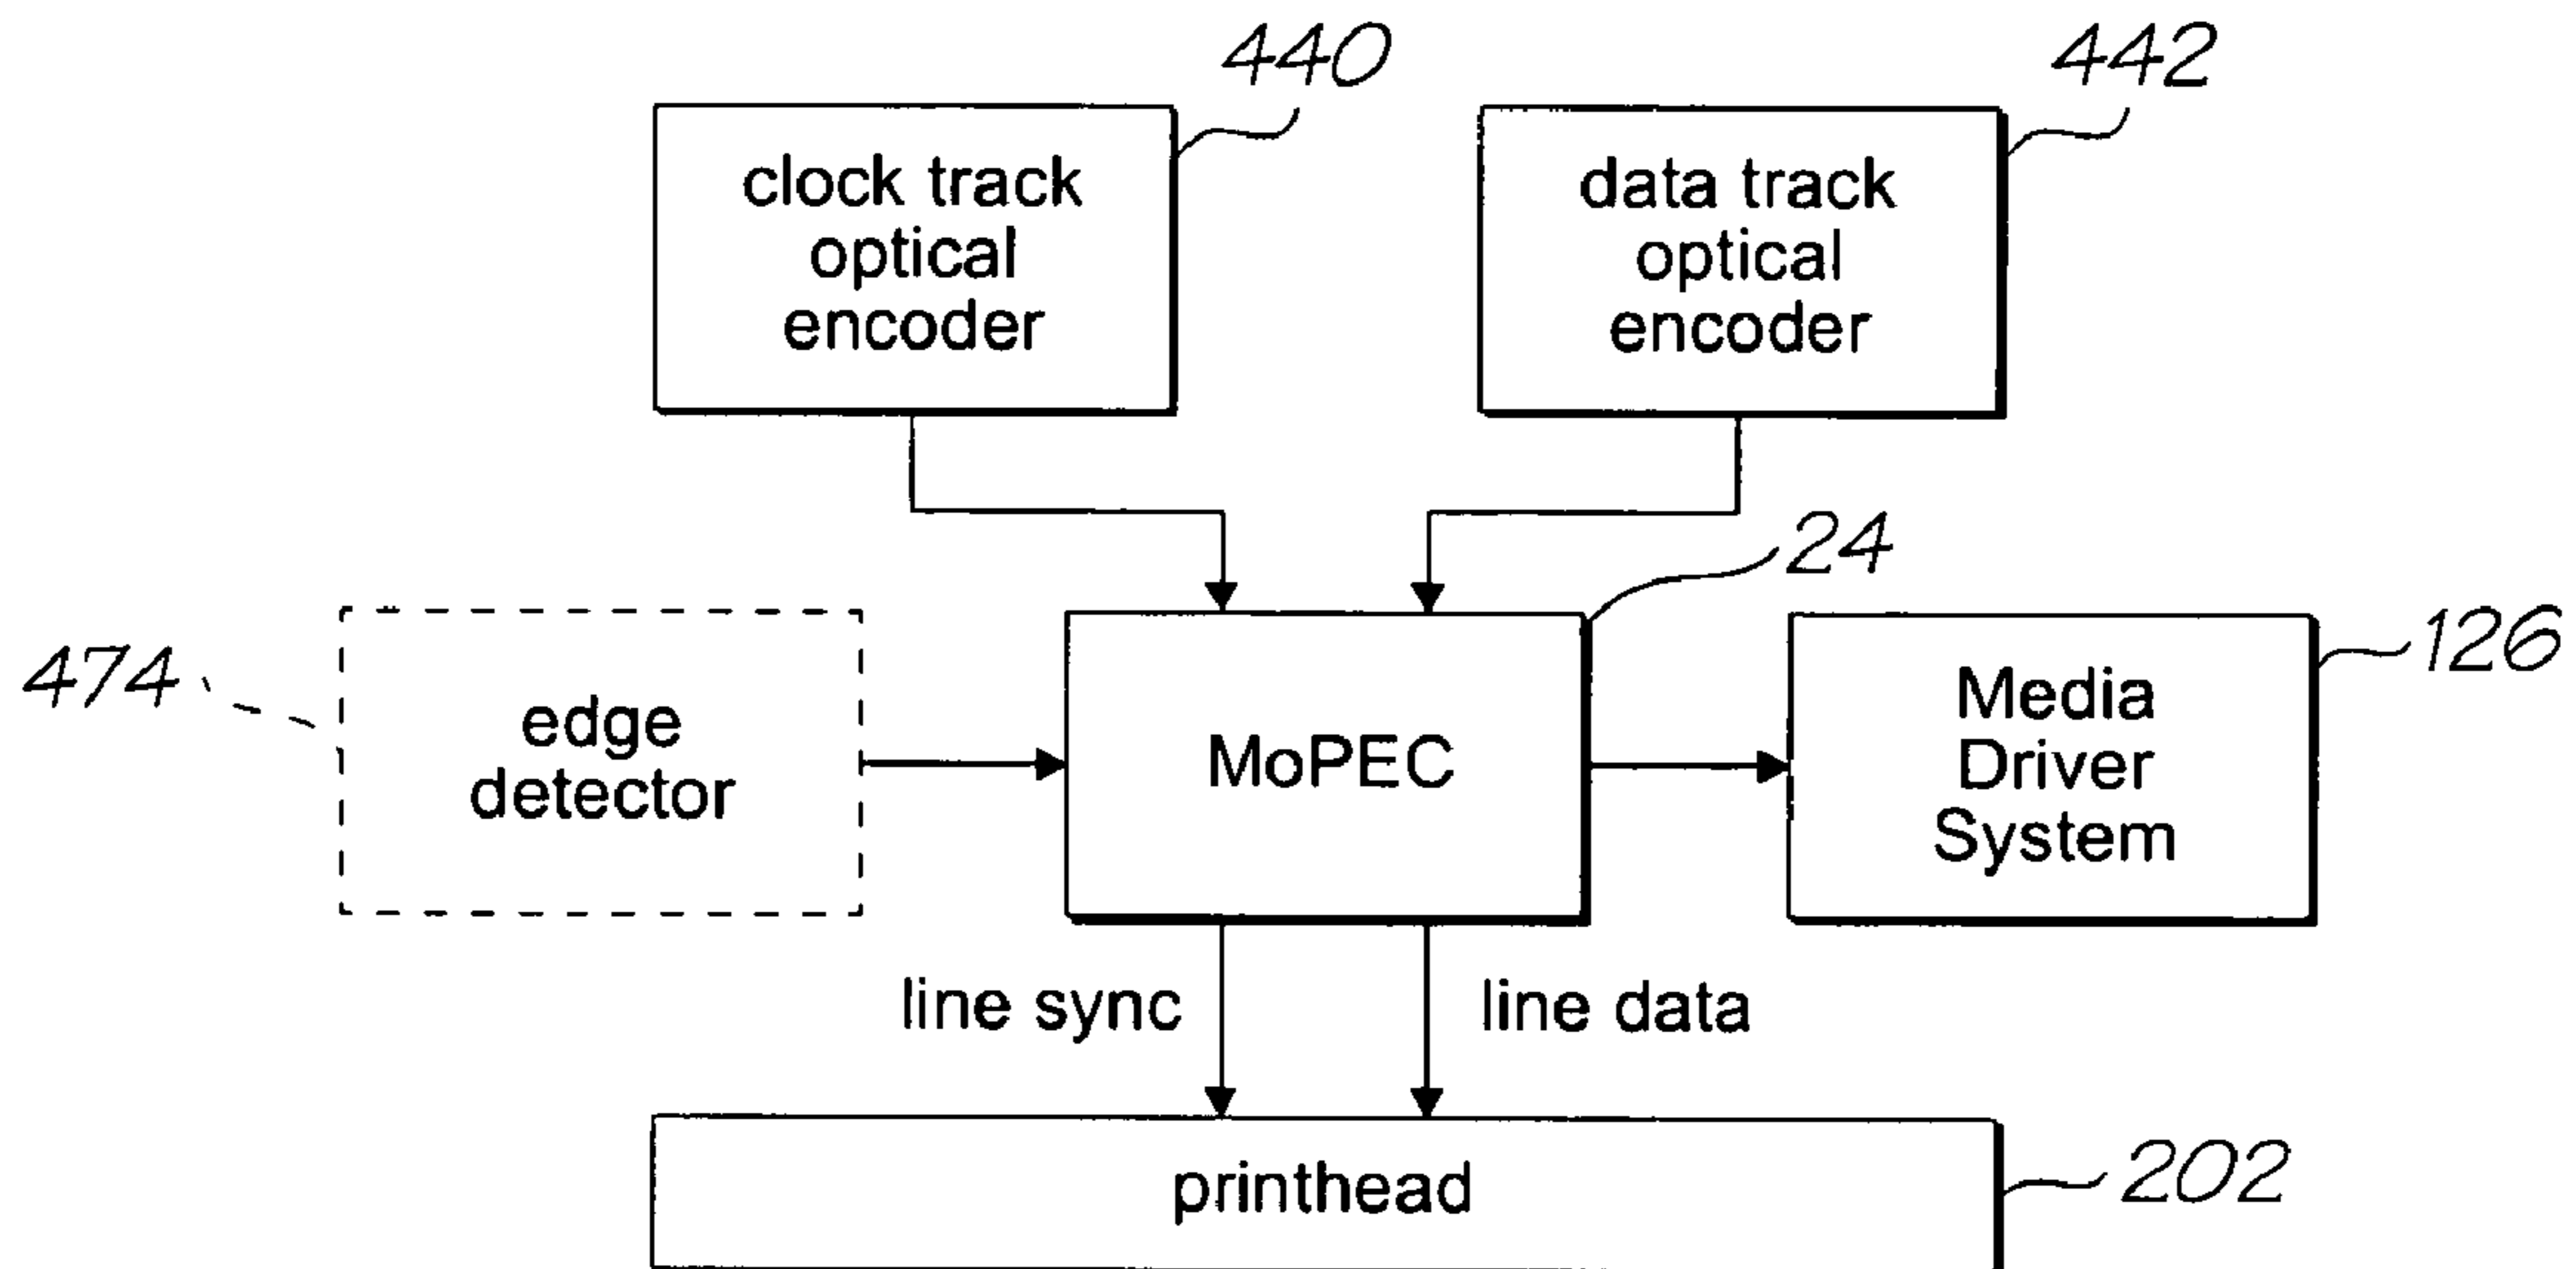 440
442
clock track
optical
encoder
data track
optical
encoder
24
474
edge
detector
MoPEC
Media
Driver
System
126
line sync
line data
printhead
202